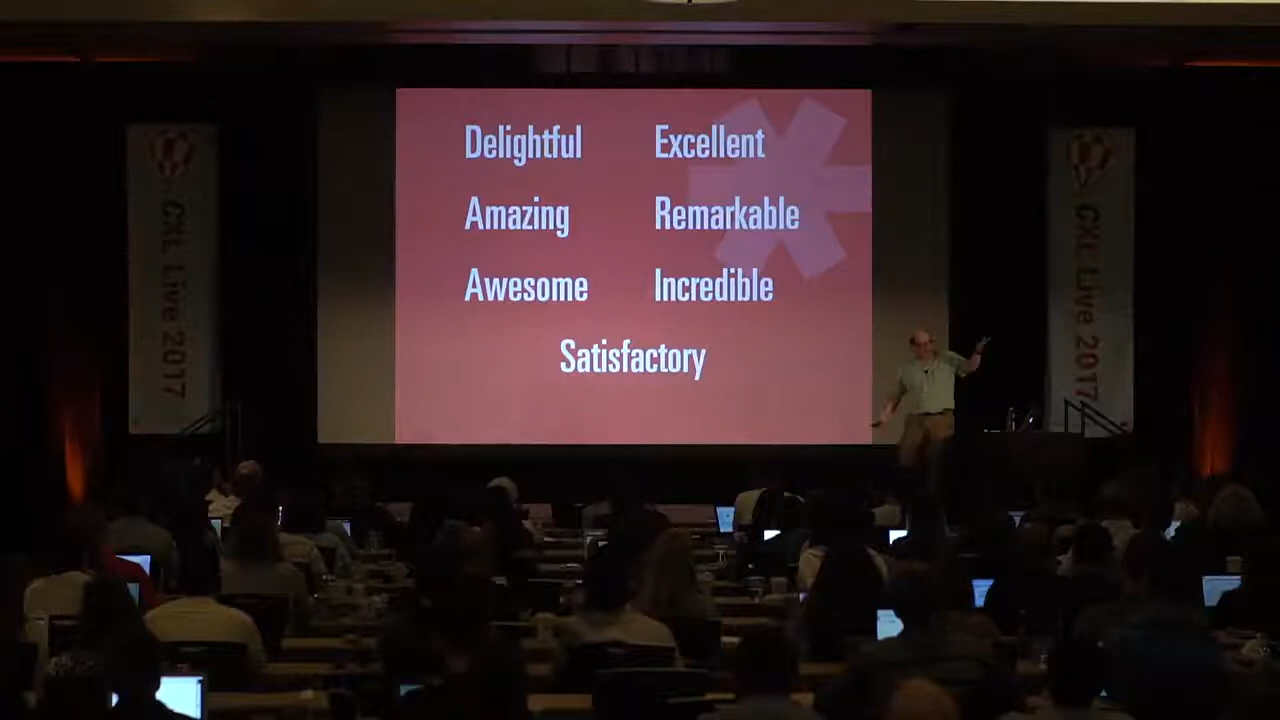 Delightful Excellent
Amazing Remarkable
Awesome Incredible
Satisfactory
CXL Live 2017
CXL Live 2017